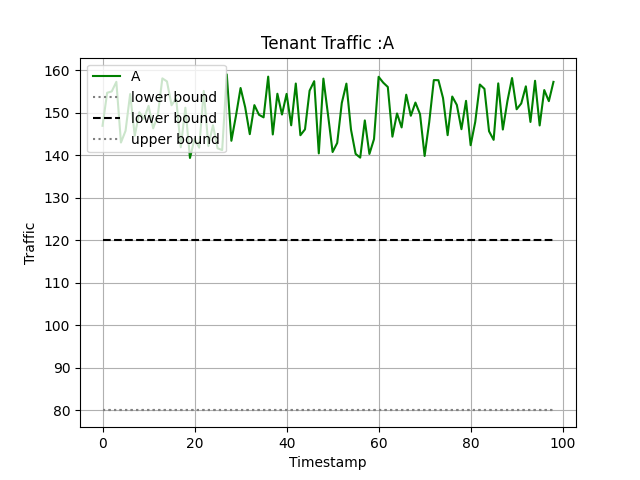 Tenant Traffic :A
A
lower bound
lower bound
upper bound
160
150
140
130
120
110
100
90
80
Traffic
0 20 40 60 80 100
Timestamp